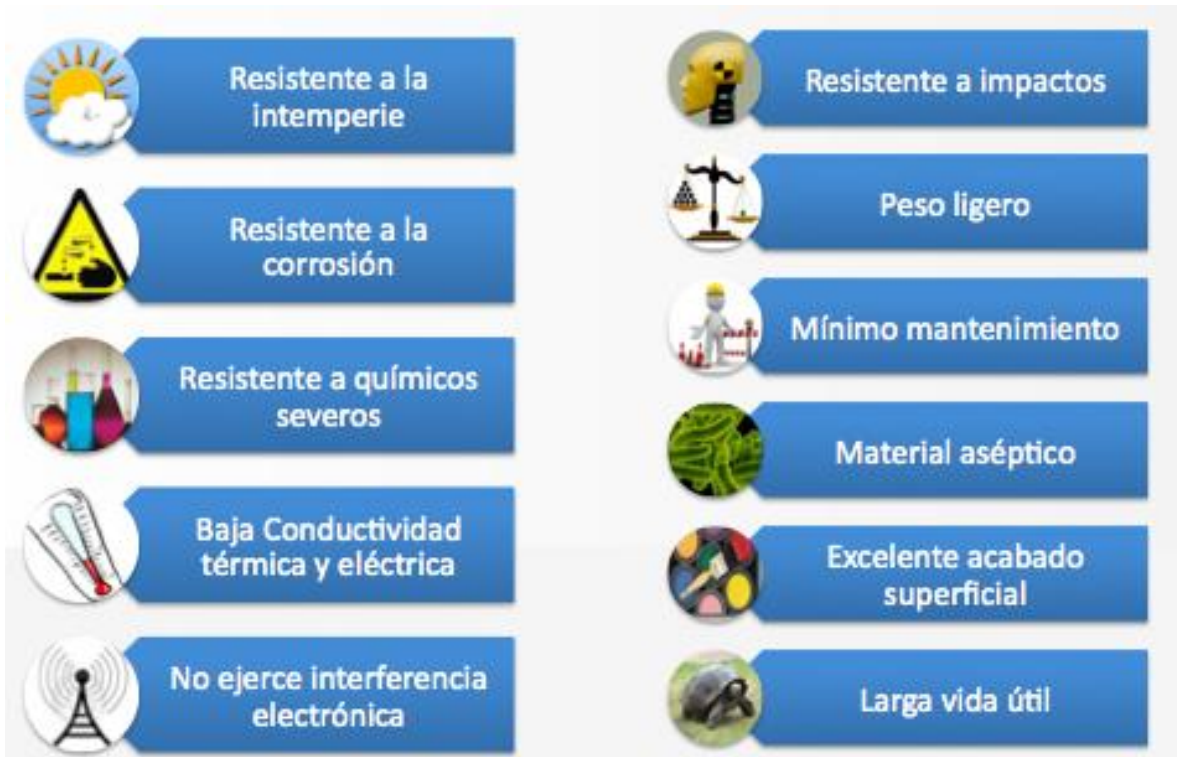 Resistente a la
intemperie
Resistente a la
corrosión
Resistente a químicos
severos
Baja Conductividad
térmica y eléctrica
No ejerce interferencia
electrónica
Resistente a impactos
Peso ligero
Mínimo mantenimiento
Material aséptico
Excelente acabado
superficial
Larga vida útil